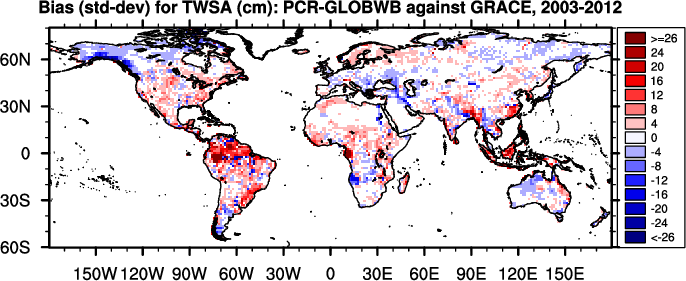 Bias (std-dev) for TWSA (cm): PCR-GLOBWB against GRACE, 2003-2012
60N
30N
0
30S
60S
150W 120W 90W 60W 30W 0 30E 60E 90E 120E 150E
>=26
24
20
16
12
8
4
0
-4
-8
-12
-16
-20
-24
<-26